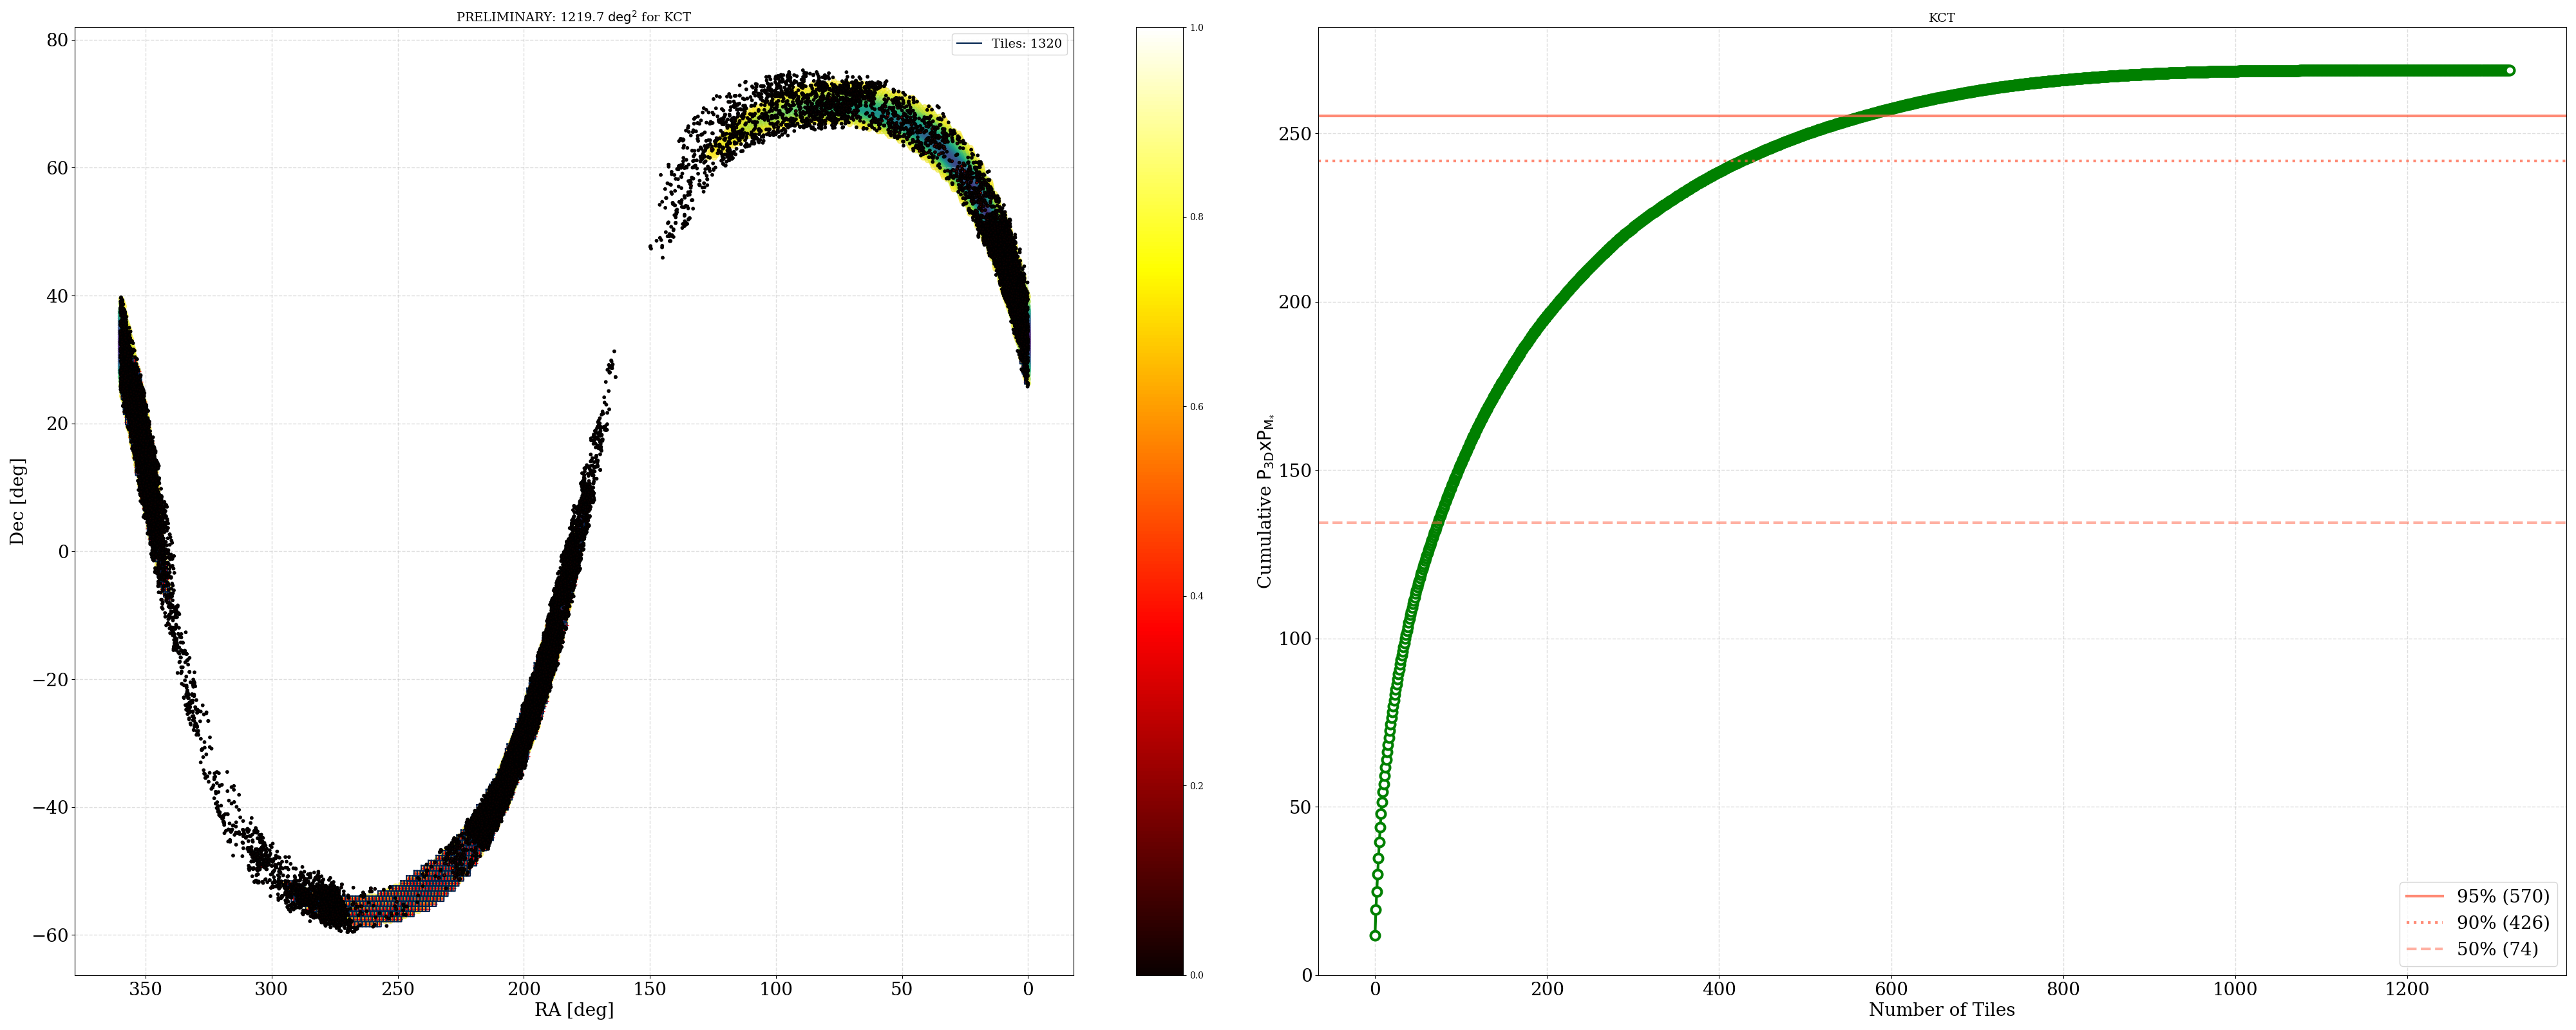 PRELIMINARY: 1219.7 deg² for KCT
Tiles: 1320
80
60
40
20
0
−20
−40
−60
Dec [deg]
350 300 250 200 150 100 50 0
RA [deg]
1.0
0.8
0.6
0.4
0.2
0.0
KCT
Cumulative P3DxPM*
250
200
150
100
50
0
95% (570)
90% (426)
50% (74)
0 200 400 600 800 1000 1200
Number of Tiles